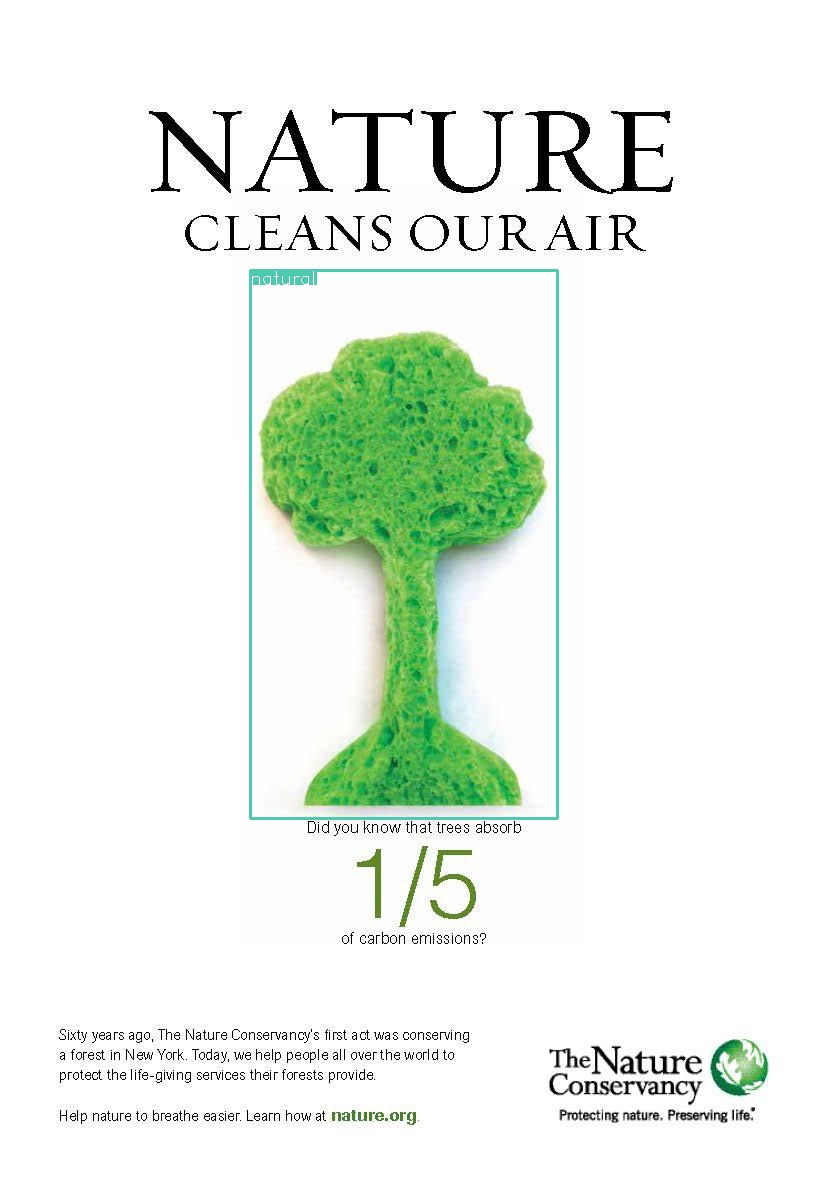 NATURE
CLEANS OUR AIR
natural
Did you know that trees absorb
1/5
of carbon emissions?
Sixty years ago, The Nature Conservancy's first act was conserving
a forest in New York. Today, we help people all over the world to
protect the life-giving services their forests provide.
Help nature to breathe easier. Learn how at nature.org.
The Nature
Conservancy
Protecting nature. Preserving life.